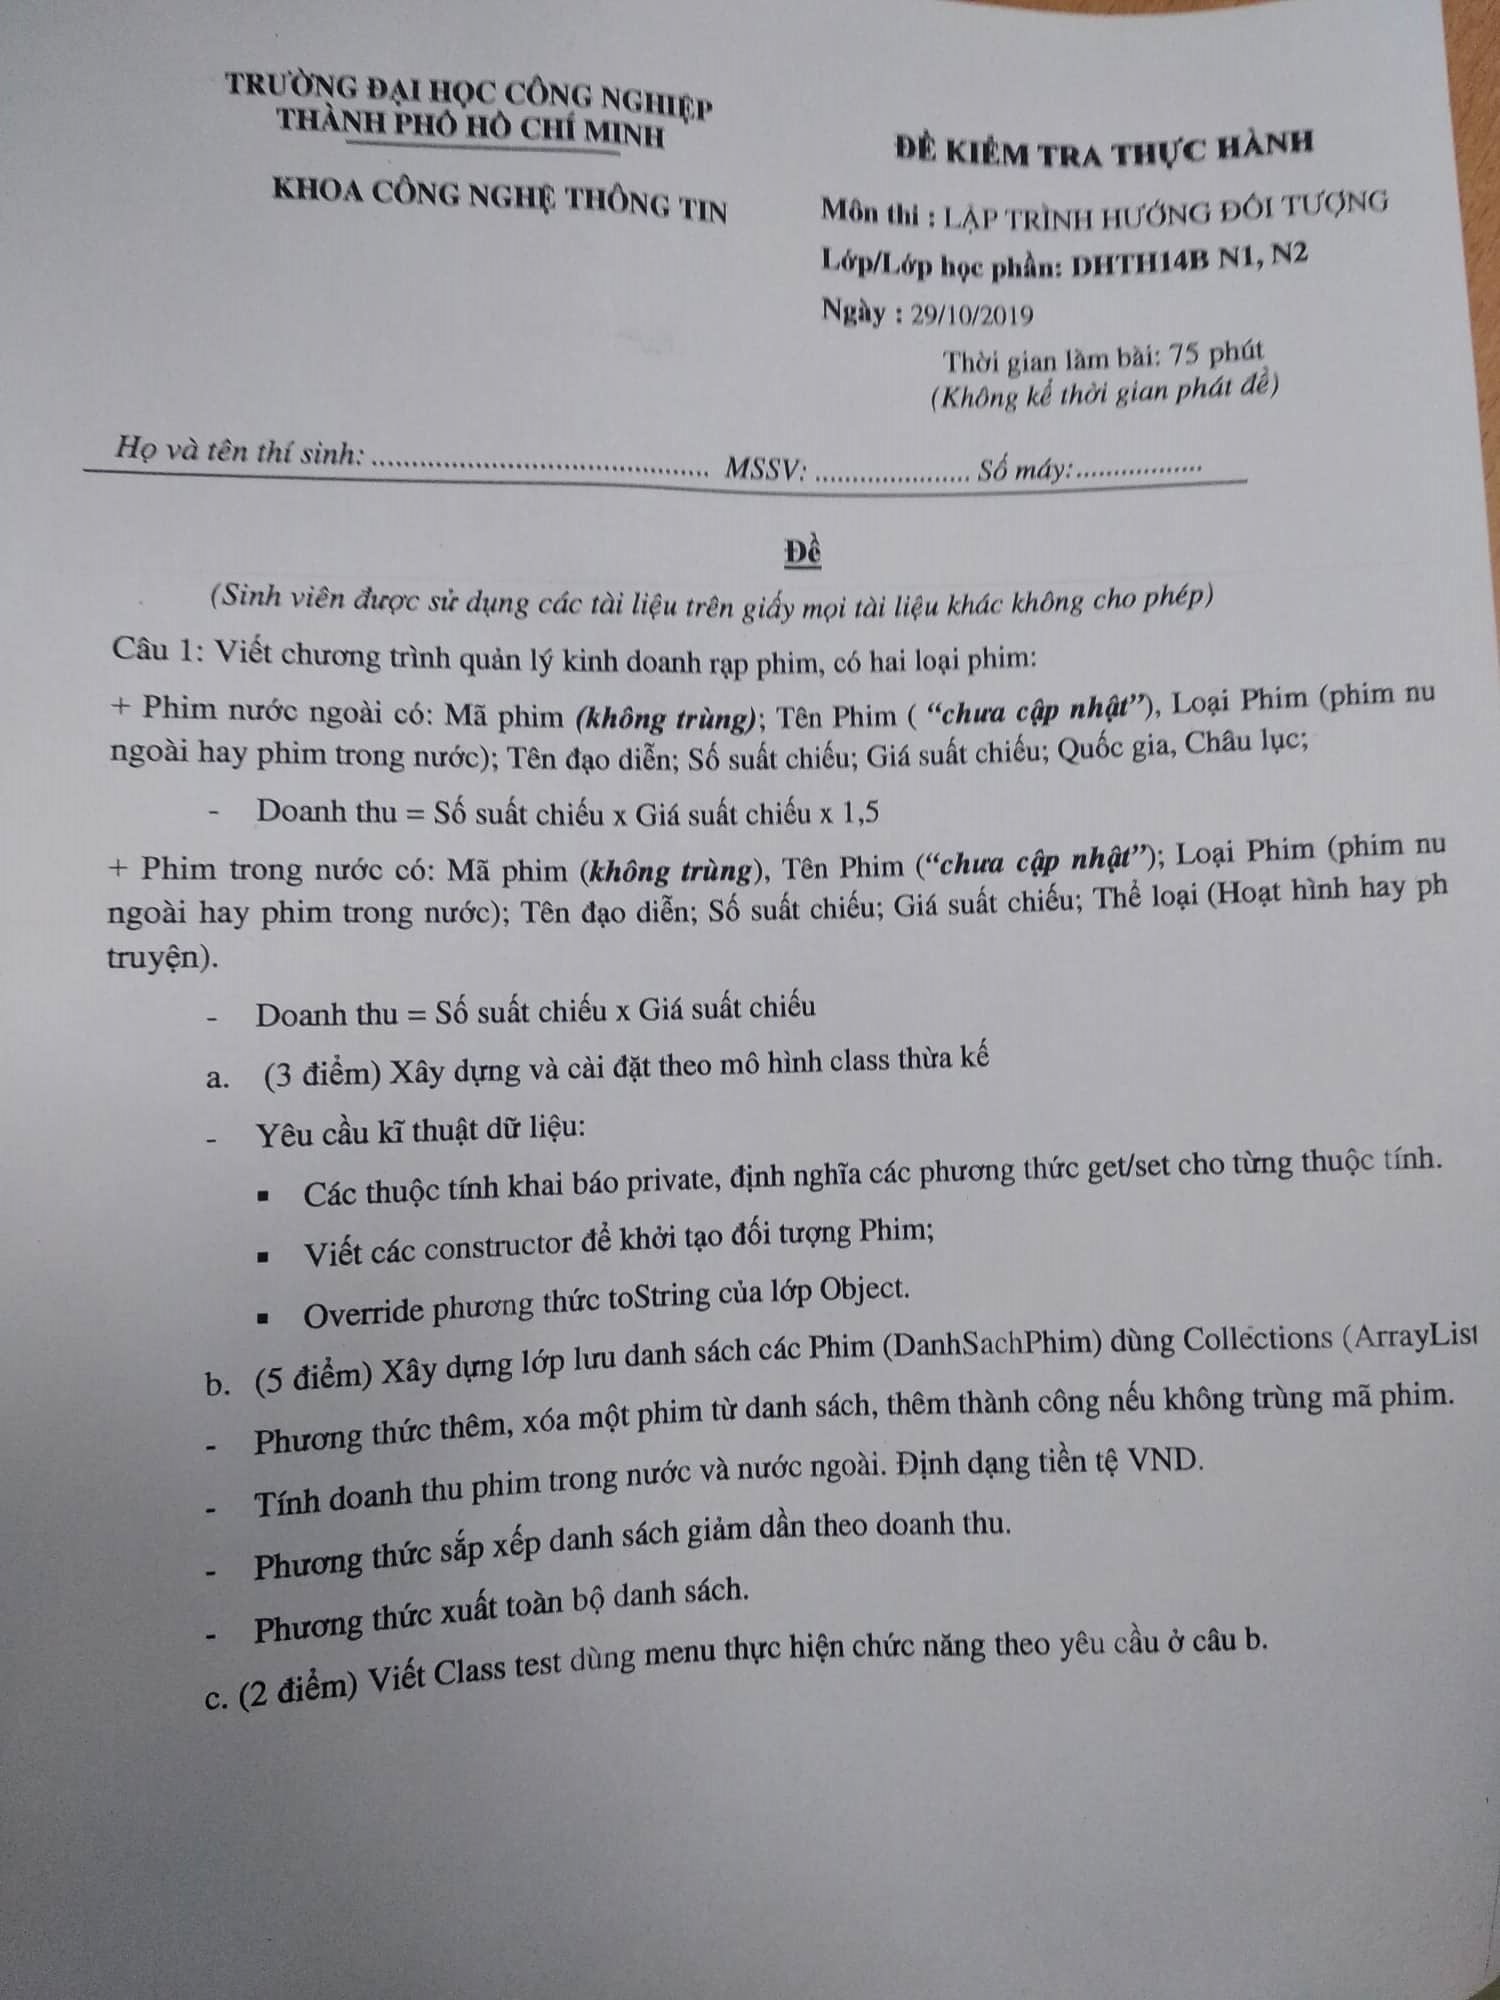 TRƯỜNG ĐẠI HỌC CÔNG NGHIỆP
THÀNH PHỐ HỒ CHÍ MINH
KHOA CÔNG NGHỆ THÔNG TIN
ĐỀ KIỂM TRA THỰC HÀNH
Môn thi : LẬP TRÌNH HƯỚNG ĐỐI TƯỢNG
Lớp/Lớp học phần: DHTH14B N1, N2
Ngày : 29/10/2019
Thời gian làm bài: 75 phút
(Không kể thời gian phát đề)
Họ và tên thí sinh: .......................................... MSSV: .................... Số máy:................
Đề
(Sinh viên được sử dụng các tài liệu trên giấy mọi tài liệu khác không cho phép)
Câu 1: Viết chương trình quản lý kinh doanh rạp phim, có hai loại phim:
+ Phim nước ngoài có: Mã phim (không trùng); Tên Phim ( “chưa cập nhật”), Loại Phim (phim nu
ngoài hay phim trong nước); Tên đạo diễn; Số suất chiếu; Giá suất chiếu; Quốc gia, Châu lục;
- Doanh thu = Số suất chiếu x Giá suất chiếu x 1,5
+ Phim trong nước có: Mã phim (không trùng), Tên Phim (“chưa cập nhật”); Loại Phim (phim nu
ngoài hay phim trong nước); Tên đạo diễn; Số suất chiếu; Giá suất chiếu; Thể loại (Hoạt hình hay ph
truyện).
- Doanh thu = Số suất chiếu x Giá suất chiếu
a. (3 điểm) Xây dựng và cài đặt theo mô hình class thừa kế
- Yêu cầu kĩ thuật dữ liệu:
▪ Các thuộc tính khai báo private, định nghĩa các phương thức get/set cho từng thuộc tính.
▪ Viết các constructor để khởi tạo đối tượng Phim;
▪ Override phương thức toString của lớp Object.
b. (5 điểm) Xây dựng lớp lưu danh sách các Phim (DanhSachPhim) dùng Collections (ArrayList
- Phương thức thêm, xóa một phim từ danh sách, thêm thành công nếu không trùng mã phim.
- Tính doanh thu phim trong nước và nước ngoài. Định dạng tiền tệ VND.
- Phương thức sắp xếp danh sách giảm dần theo doanh thu.
- Phương thức xuất toàn bộ danh sách.
c. (2 điểm) Viết Class test dùng menu thực hiện chức năng theo yêu cầu ở câu b.